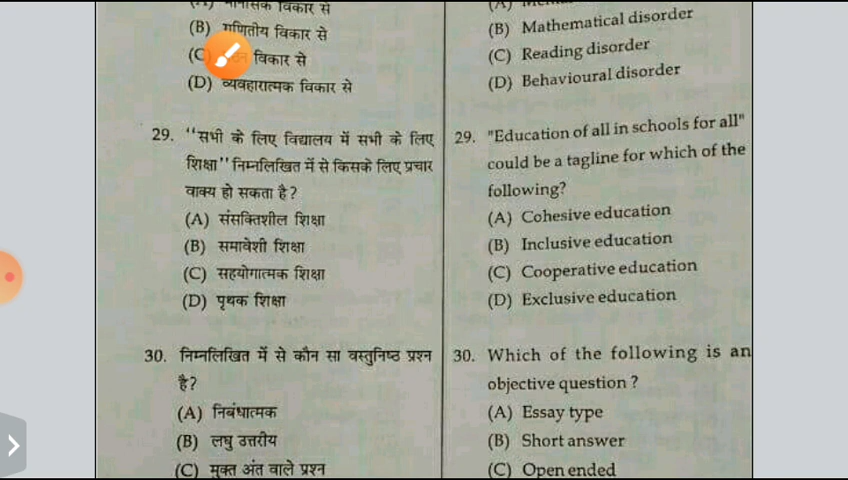 विकार से
(B) गणितीय विकार से
विकार से
(D) व्यवहारात्मक विकार से
29. "सभी के लिए विद्यालय में सभी के लिए
शिक्षा" निम्नलिखित में से किसके लिए प्रचार
वाक्य हो सकता है?
(A) संसक्तिशील शिक्षा
(B) समावेशी शिक्षा
(C) सहयोगात्मक शिक्षा
(D) पृथक शिक्षा
30. निम्नलिखित में से कौन सा वस्तुनिष्ठ प्रश्न
है?
(A) निबंधात्मक
(B) लघु उत्तरीय
(C) मुक्त अंत वाले प्रश्न
(A)
(B) Mathematical disorder
(C) Reading disorder
(D) Behavioural disorder
29. "Education of all in schools for all"
could be a tagline for which of the
following?
(A) Cohesive education
(B) Inclusive education
(C) Cooperative education
(D) Exclusive education
30. Which of the following is an
objective question ?
(A) Essay type
(B) Short answer
(C) Open ended